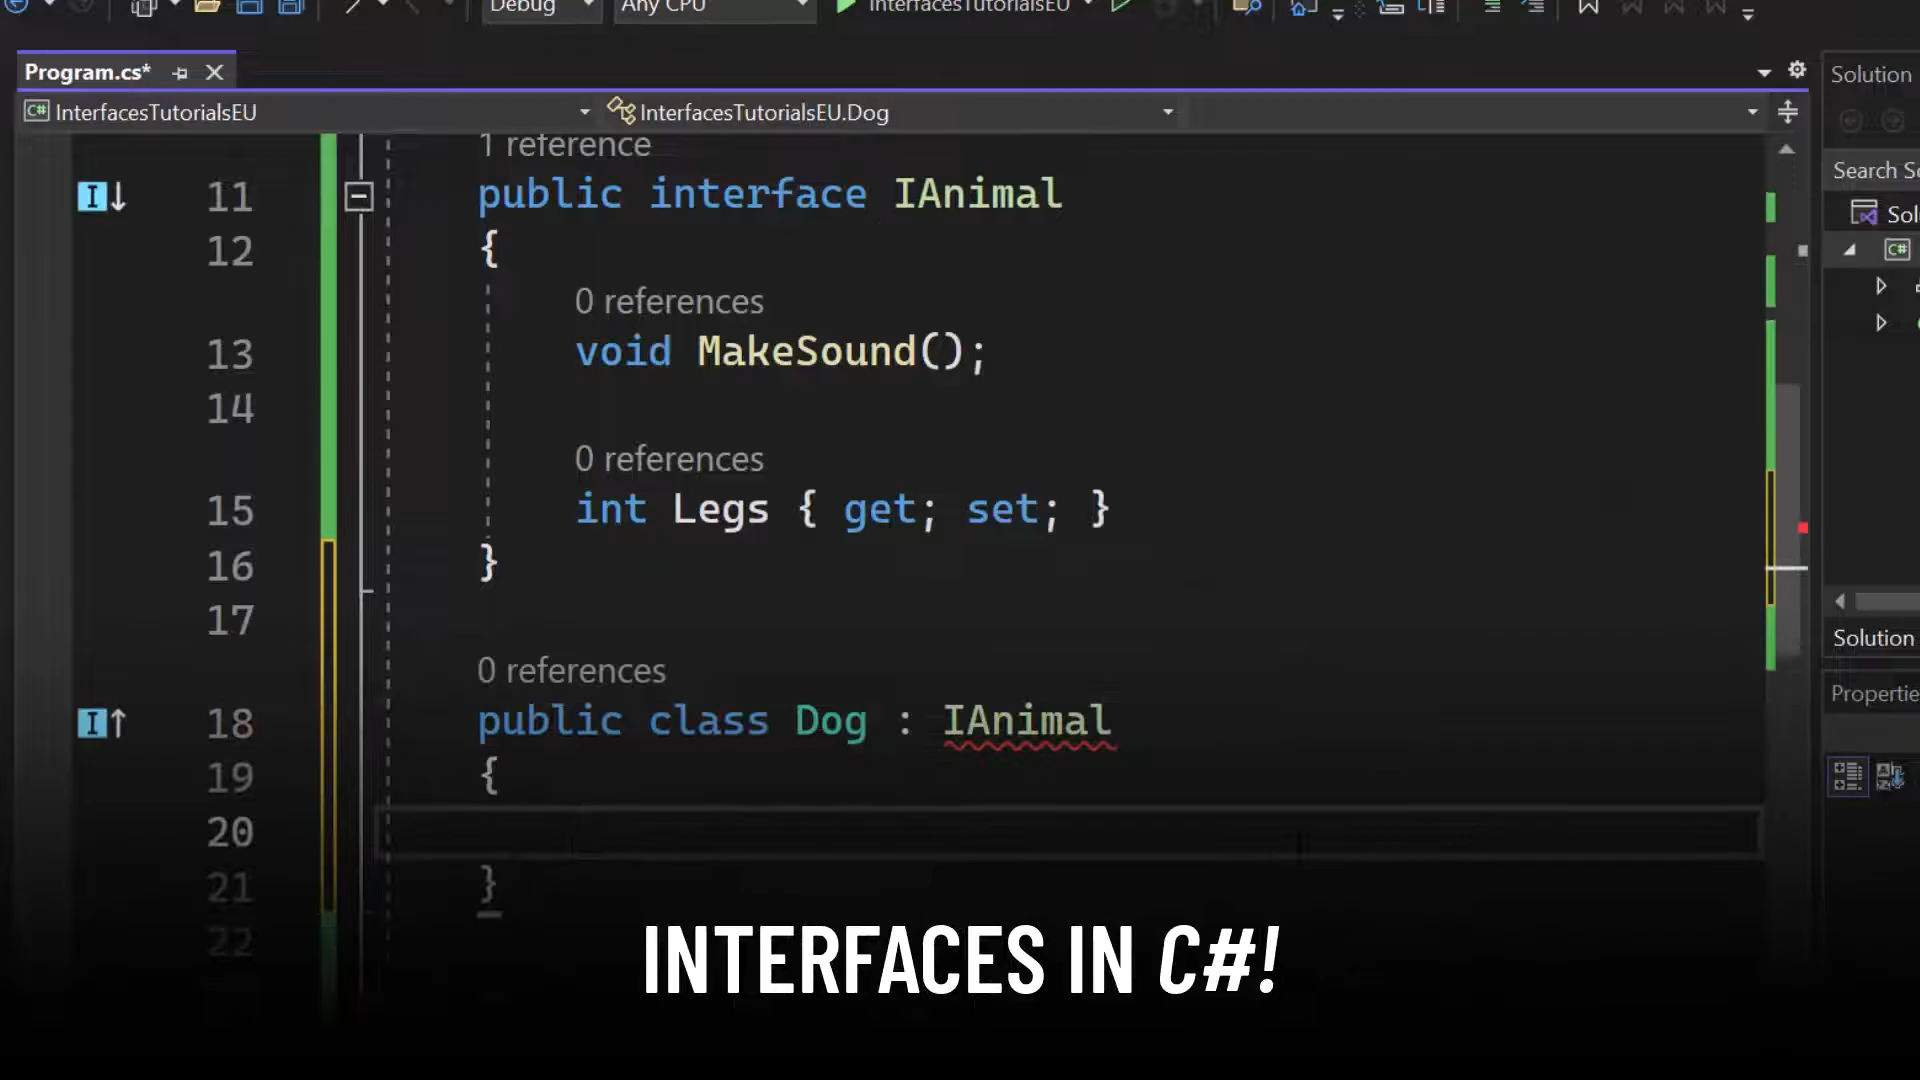 Debug Any CPU InterfacesTutorialsEU
Program.cs*
Solution
C# InterfacesTutorialsEU InterfacesTutorialsEU.Dog
1 reference
11 public interface IAnimal
12 {
0 references
13 void MakeSound();
14
0 references
15 int Legs { get; set; }
16 }
17
0 references
18 public class Dog : IAnimal
19 {
20
21 }
22
Search
C#
Solution
INTERFACES IN C#!